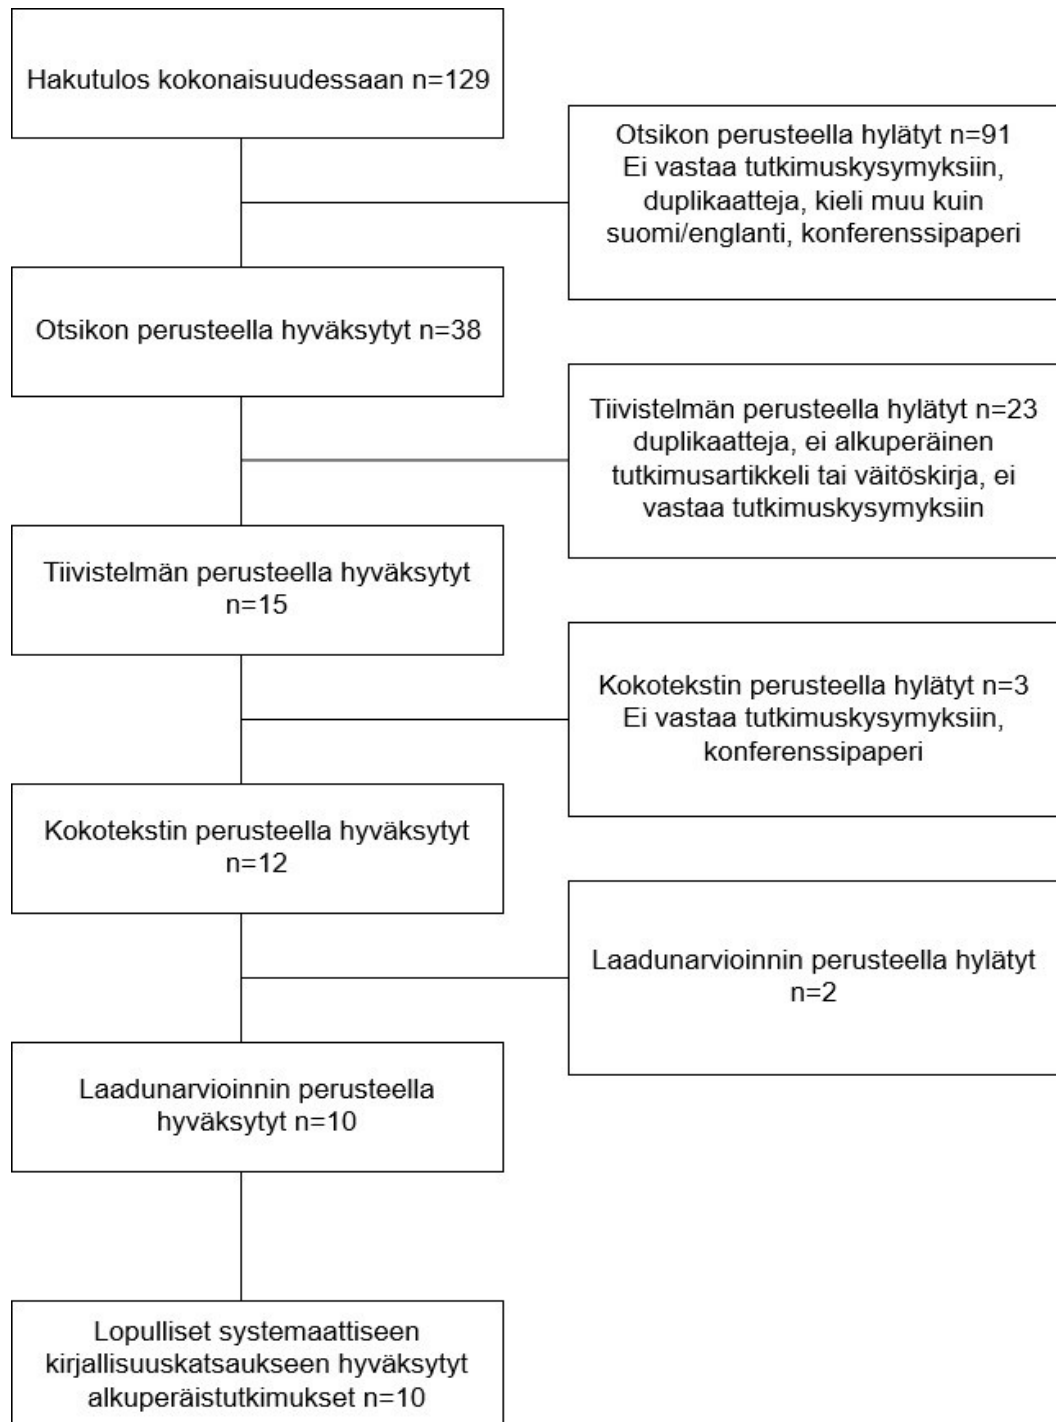 Hakutulos kokonaisuudessaan n=129
Otsikon perusteella hylätyt n=91
Ei vastaa tutkimuskysymyksiin,
duplikaatteja, kieli muu kuin
suomi/englanti, konferenssipaperi
Otsikon perusteella hyväksytyt n=38
Tiivistelmän perusteella hylätyt n=23
duplikaatteja, ei alkuperäinen
tutkimusartikkeli tai väitöskirja, ei
vastaa tutkimuskysymyksiin
Tiivistelmän perusteella hyväksytyt
n=15
Kokotekstin perusteella hylätyt n=3
Ei vastaa tutkimuskysymyksiin,
konferenssipaperi
Kokotekstin perusteella hyväksytyt
n=12
Laadunarvioinnin perusteella hylätyt
n=2
Laadunarvioinnin perusteella
hyväksytyt n=10
Lopulliset systemaattiseen
kirjallisuuskatsaukseen hyväksytyt
alkuperäistutkimukset n=10